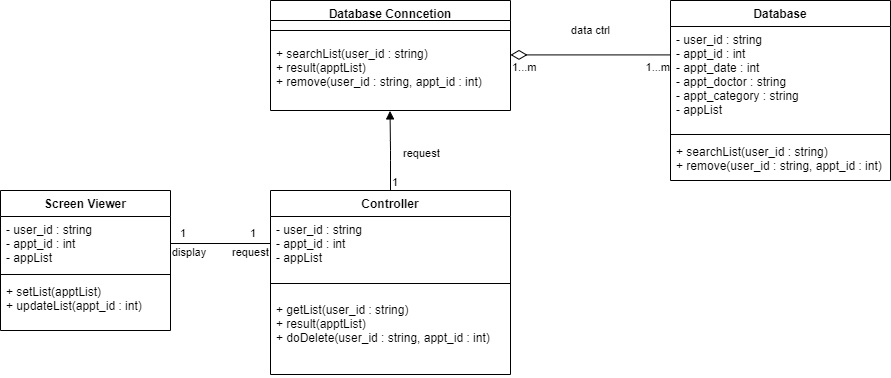 Database Conncetion
+ searchList(user_id : string)
+ result(apptList)
+ remove(user_id : string, appt_id : int)
data ctrl
1...m
1...m
Database
- user_id : string
- appt_id : int
- appt_date : int
- appt_doctor : string
- appt_category : string
- appList
+ searchList(user_id : string)
+ remove(user_id : string, appt_id : int)
request
1
Screen Viewer
- user_id : string
- appt_id : int
- appList
+ setList(apptList)
+ updateList(appt_id : int)
1
1
display
request
Controller
- user_id : string
- appt_id : int
- appList
+ getList(user_id : string)
+ result(apptList)
+ doDelete(user_id : string, appt_id : int)